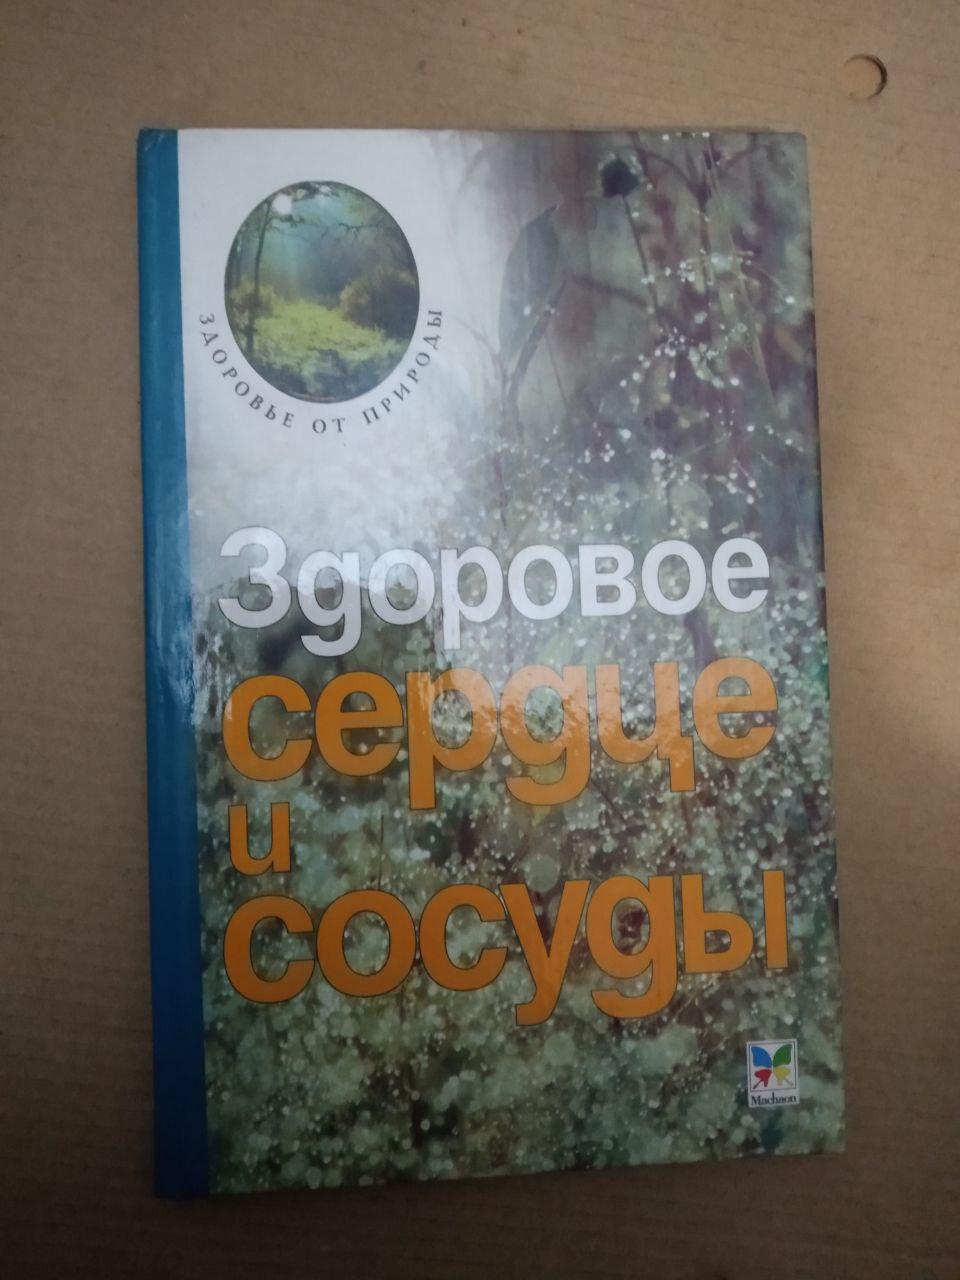 ЗДОРОВЬЕ ОТ ПРИРОДЫ
Здоровое
сердце
и
сосуды
Machaon